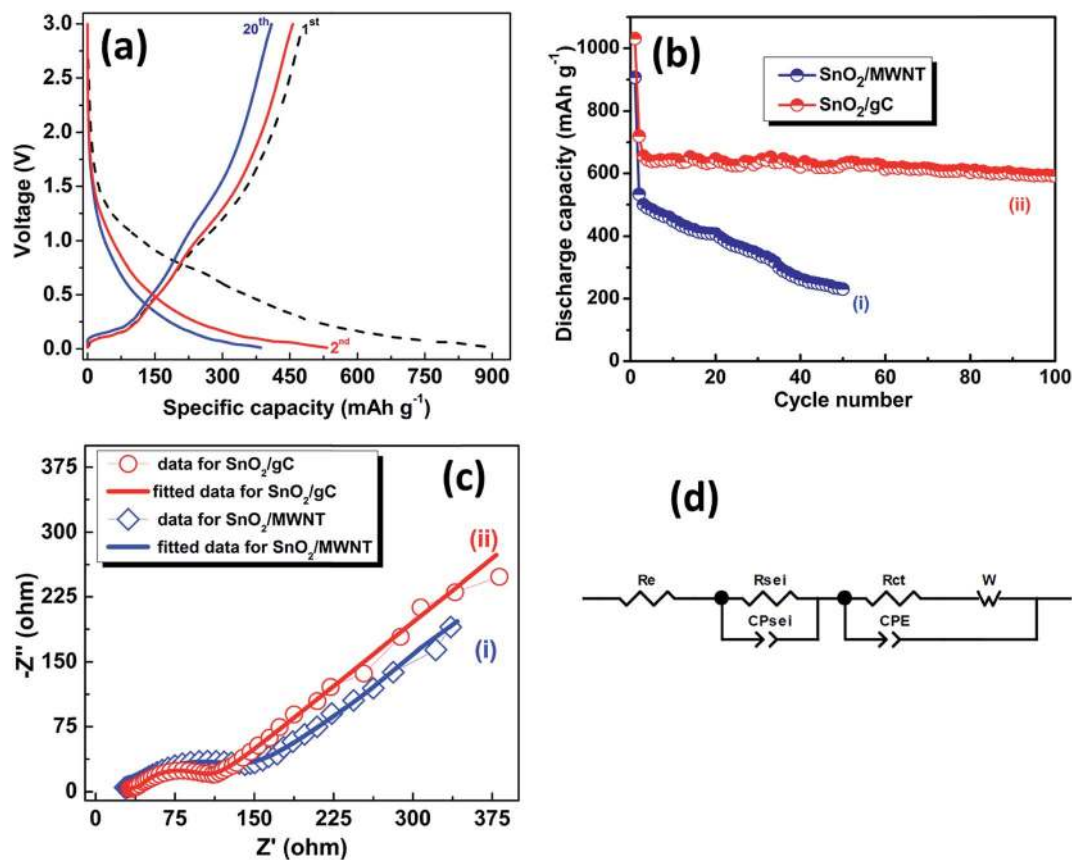 (a)
20th
1st
2nd
3.0
2.5
2.0
1.5
1.0
0.5
0.0
Voltage (V)
0 150 300 450 600 750 900
Specific capacity (mAh g-1)
(b)
SnO2/MWNT
SnO2/gC
(ii)
(i)
1000
800
600
400
200
0
Discharge capacity (mAh g-1)
0 20 40 60 80 100
Cycle number
(c)
data for SnO2/gC
fitted data for SnO2/gC
data for SnO2/MWNT
fitted data for SnO2/MWNT
(ii)
(i)
375
300
225
150
75
0
-Z" (ohm)
0 75 150 225 300 375
Z' (ohm)
(d)
Re Rsei Rct W
CPsei CPE